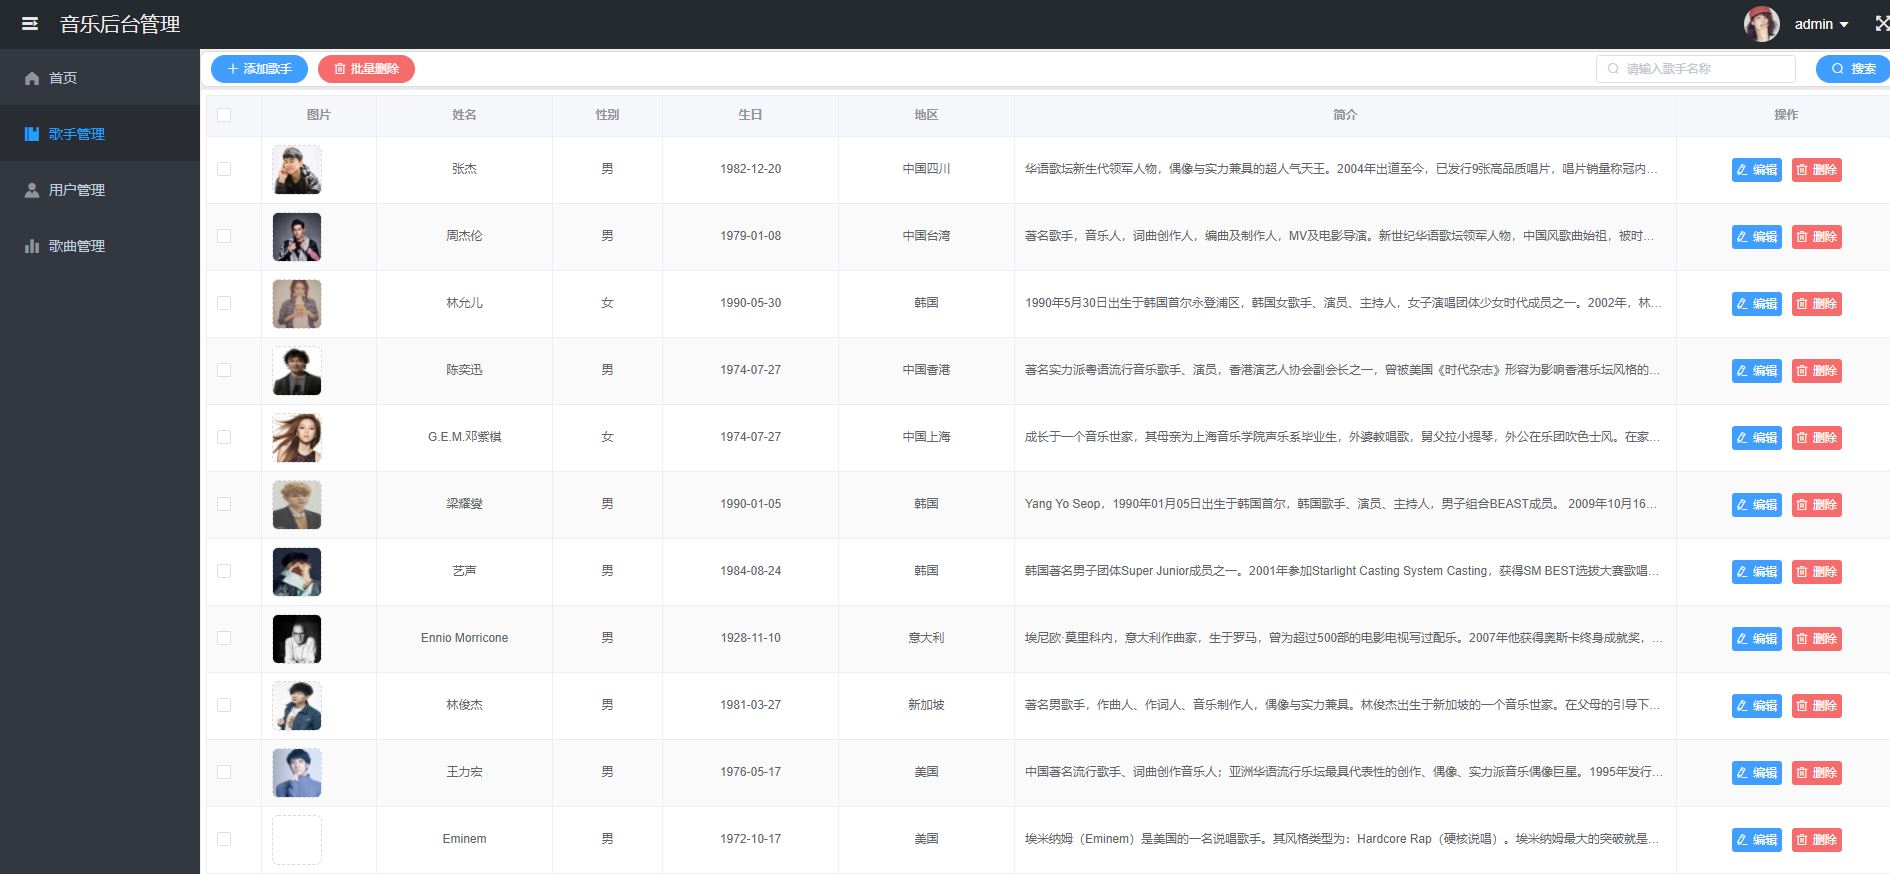 音乐后台管理
admin
首页
歌手管理
用户管理
歌曲管理
添加歌手 批量删除 请输入歌手名称 搜索
图片 姓名 性别 生日 地区 简介 操作
张杰 男 1982-12-20 中国四川 华语歌坛新生代领军人物，偶像与实力兼具的超人气天王。2004年出道至今，已发行9张高品质唱片，唱片销量称冠内... 编辑 删除
周杰伦 男 1979-01-08 中国台湾 著名歌手，音乐人，词曲创作人，编曲及制作人，MV及电影导演。新世纪华语歌坛领军人物，中国风歌曲始祖，被时... 编辑 删除
林允儿 女 1990-05-30 韩国 1990年5月30日出生于韩国首尔永登浦区，韩国女歌手、演员、主持人，女子演唱团体少女时代成员之一。2002年，林... 编辑 删除
陈奕迅 男 1974-07-27 中国香港 著名实力派粤语流行音乐歌手、演员，香港演艺人协会副会长之一，曾被美国《时代杂志》形容为影响香港乐坛风格的... 编辑 删除
G.E.M.邓紫棋 女 1974-07-27 中国上海 成长于一个音乐世家，其母亲为上海音乐学院声乐系毕业生，外婆教唱歌，舅父拉小提琴，外公在乐团吹色士风。在家... 编辑 删除
梁耀燮 男 1990-01-05 韩国 Yang Yo Seop，1990年01月05日出生于韩国首尔，韩国歌手、演员、主持人，男子组合BEAST成员。 2009年10月16... 编辑 删除
艺声 男 1984-08-24 韩国 韩国著名男子团体Super Junior成员之一。2001年参加Starlight Casting System Casting，获得SM BEST选拔大赛歌唱... 编辑 删除
Ennio Morricone 男 1928-11-10 意大利 埃尼欧·莫里科内，意大利作曲家，生于罗马，曾为超过500部的电影电视写过配乐。2007年他获得奥斯卡终身成就奖，... 编辑 删除
林俊杰 男 1981-03-27 新加坡 著名男歌手，作曲人、作词人、音乐制作人，偶像与实力兼具。林俊杰出生于新加坡的一个音乐世家。在父母的引导下... 编辑 删除
王力宏 男 1976-05-17 美国 中国著名流行歌手、词曲创作音乐人；亚洲华语流行乐坛最具代表性的创作、偶像、实力派音乐偶像巨星。1995年发行... 编辑 删除
Eminem 男 1972-10-17 美国 埃米纳姆（Eminem）是美国的一名说唱歌手。其风格类型为：Hardcore Rap（硬核说唱）。埃米纳姆最大的突破就是... 编辑 删除